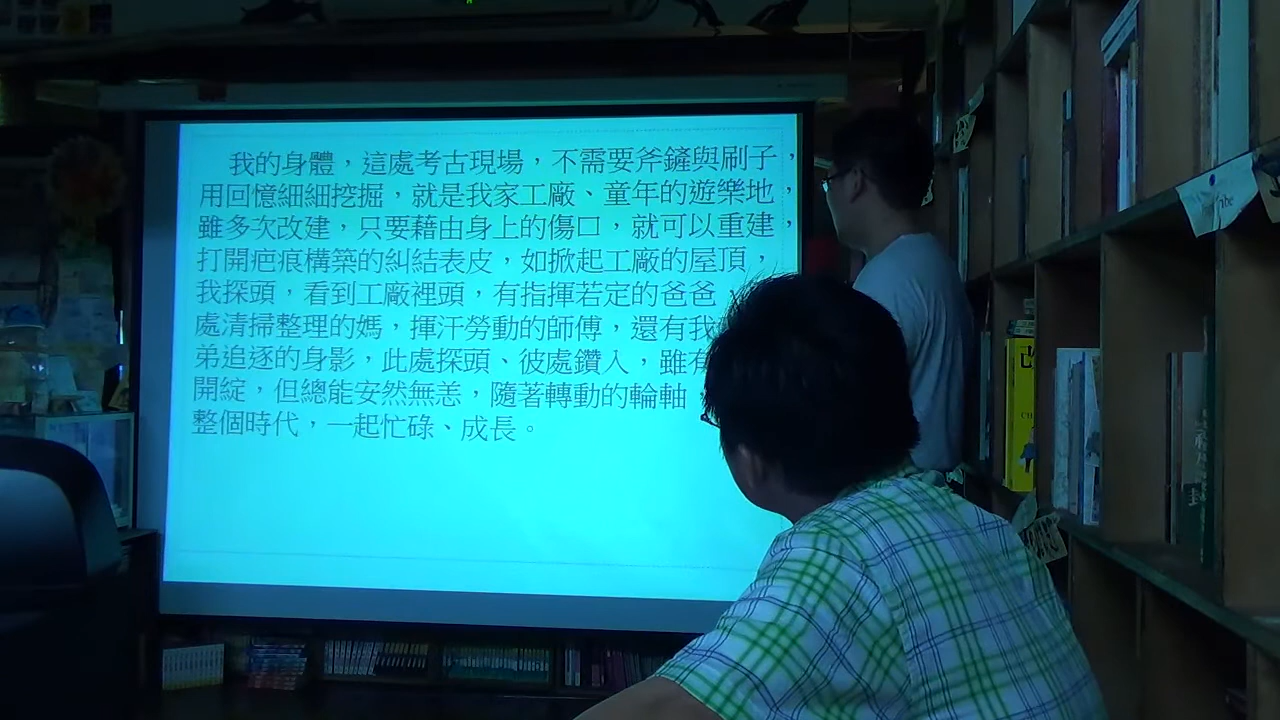 我的身體，這處考古現場，不需要斧鏟與刷子，
用回憶細細挖掘，就是我家工廠、童年的遊樂地，
雖多次改建，只要藉由身上的傷口，就可以重建，
打開疤痕構築的糾結表皮，如掀起工廠的屋頂，
我探頭，看到工廠裡頭，有指揮若定的爸爸
處清掃整理的媽，揮汗勞動的師傅，還有我
弟追逐的身影，此處探頭、彼處鑽入，雖有
開綻，但總能安然無恙，隨著轉動的輪軸
整個時代，一起忙碌、成長。